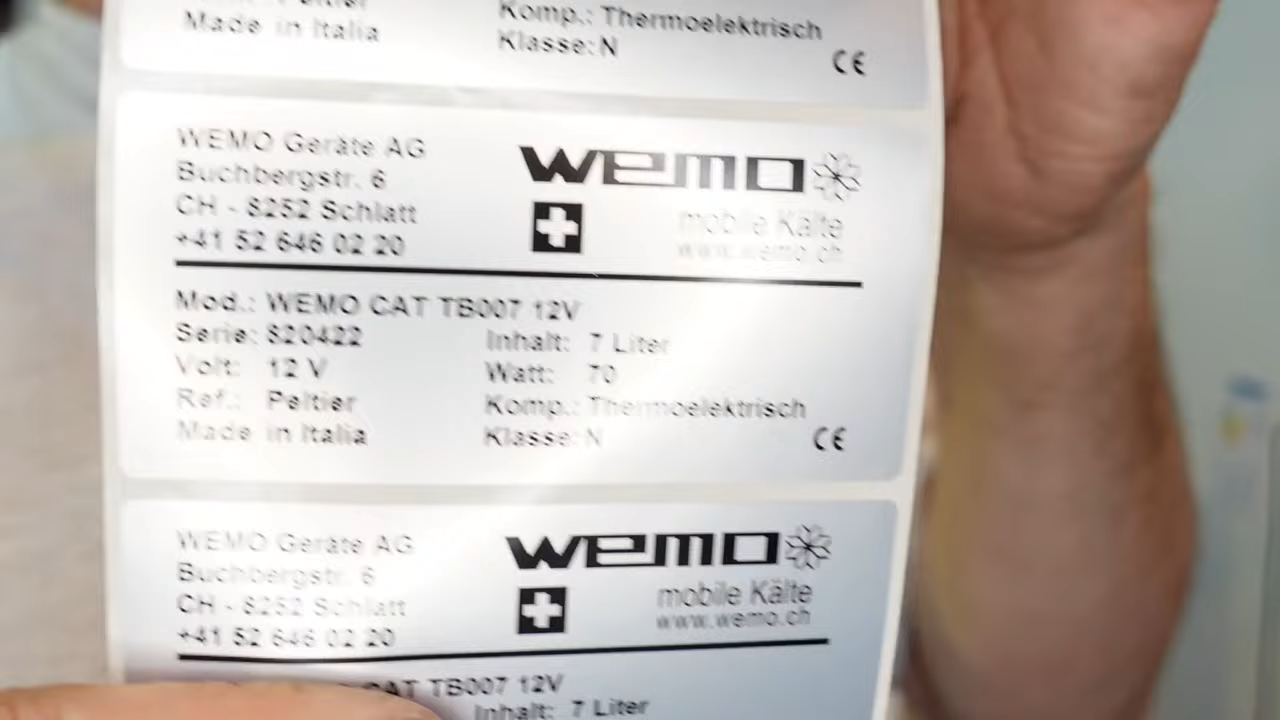 Made in Italia
Komp.: Thermoelektrisch
Klasse: N
CE
WEMO Geräte AG
Buchbergstr. 6
CH - 8252 Schlatt
+41 52 646 02 20
wemo
mobile Kälte
www.wemo.ch
Mod.: WEMO CAT TB007 12V
Serie: 820422
Inhalt: 7 Liter
Volt: 12 V
Watt: 70
Ref.: Peltier
Komp.: Thermoelektrisch
Made in Italia
Klasse: N
CE
WEMO Geräte AG
Buchbergstr. 6
CH - 8252 Schlatt
+41 52 646 02 20
wemo
mobile Kälte
www.wemo.ch
CAT TB007 12V
Inhalt: 7 Liter